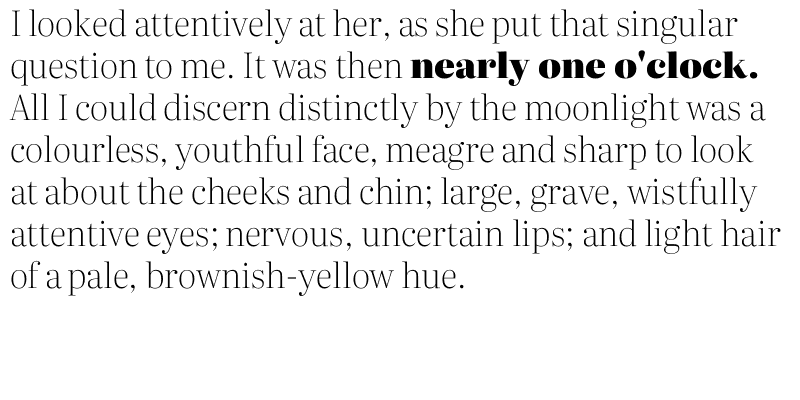 I looked attentively at her, as she put that singular
question to me. It was then nearly one o'clock.
All I could discern distinctly by the moonlight was a
colourless, youthful face, meagre and sharp to look
at about the cheeks and chin; large, grave, wistfully
attentive eyes; nervous, uncertain lips; and light hair
of a pale, brownish-yellow hue.